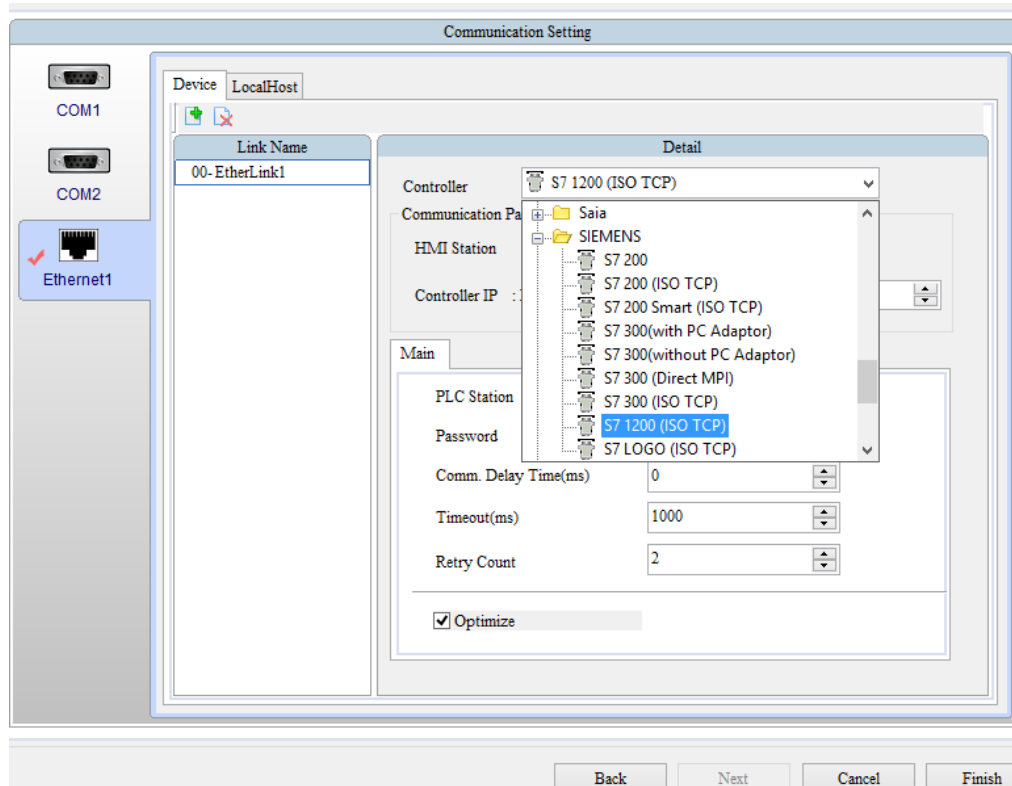 Communication Setting
COM1
COM2
Ethernet1
Device LocalHost
Link Name
00- EtherLink1
Detail
Controller S7 1200 (ISO TCP)
Communication Pa
HMI Station
Controller IP :
Saia
SIEMENS
S7 200
S7 200 (ISO TCP)
S7 200 Smart (ISO TCP)
S7 300(with PC Adaptor)
S7 300(without PC Adaptor)
S7 300 (Direct MPI)
S7 300 (ISO TCP)
S7 1200 (ISO TCP)
S7 LOGO (ISO TCP)
Main
PLC Station
Password
Comm. Delay Time(ms) 0
Timeout(ms) 1000
Retry Count 2
Optimize
Back Next Cancel Finish